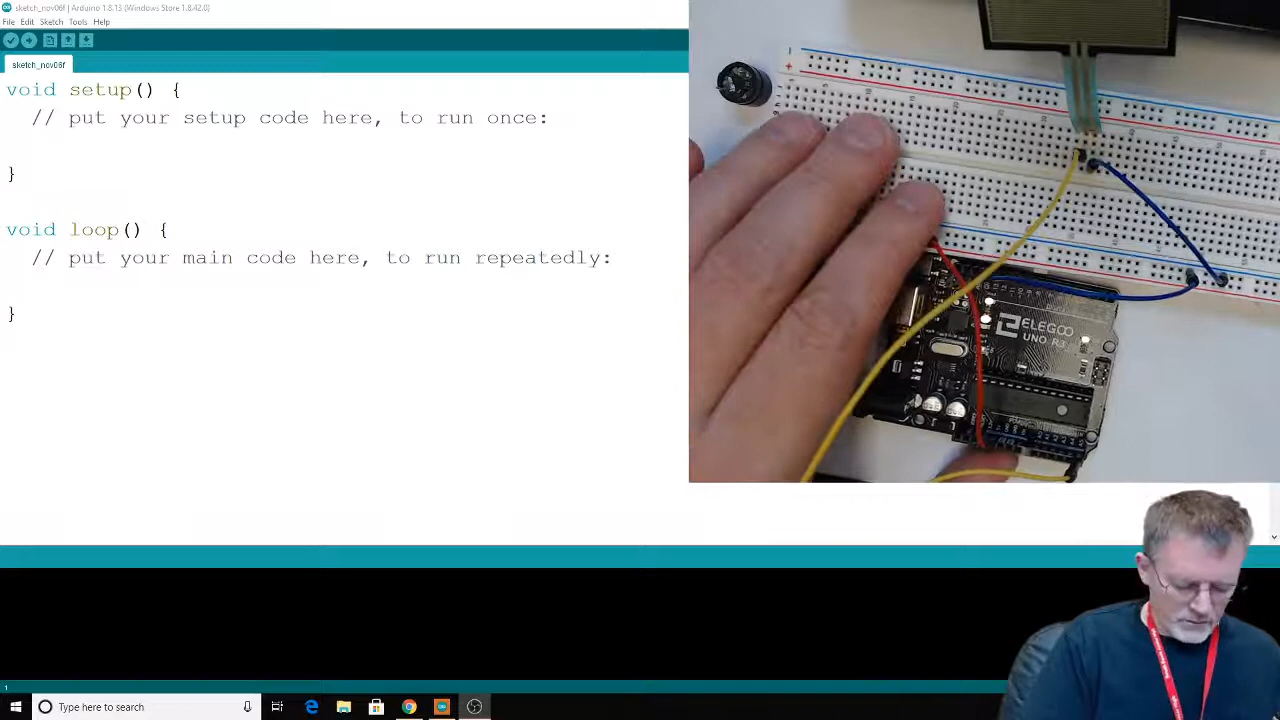 sketch_nov06f | Arduino 1.8.13 (Windows Store 1.8.42.0)
File Edit Sketch Tools Help
sketch_nov06f
void setup() {
// put your setup code here, to run once:
}
void loop() {
// put your main code here, to run repeatedly:
}
ELEGOO
UNO R3
1
Type here to search